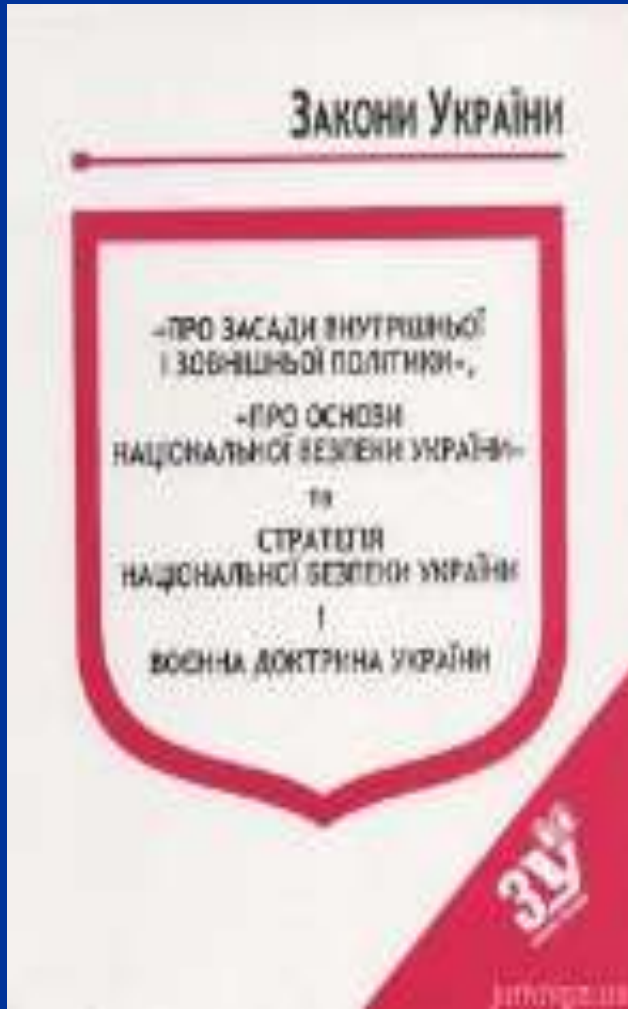 Закони України
«ПРО ЗАСАДИ ВНУТРІШНЬОЇ
І ЗОВНІШНЬОЇ ПОЛІТИКИ»,
«ПРО ОСНОВИ
НАЦІОНАЛЬНОЇ БЕЗПЕКИ УКРАЇНИ»
та
СТРАТЕГІЯ
НАЦІОНАЛЬНОЇ БЕЗПЕКИ УКРАЇНИ
І
ВОЄННА ДОКТРИНА УКРАЇНИ
ЗУ